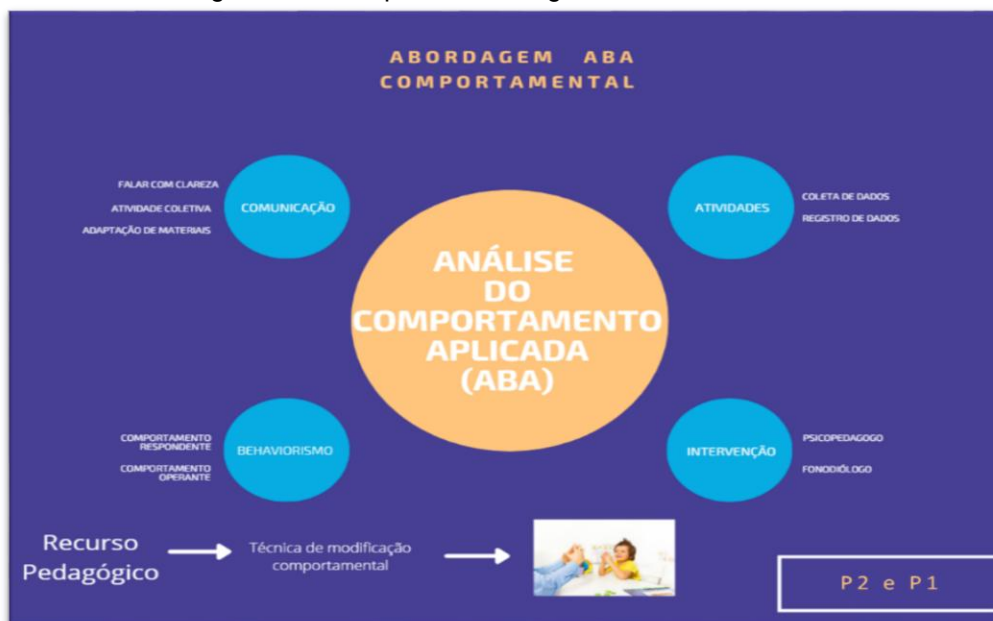 ABORDAGEM ABA
COMPORTAMENTAL
FALAR COM CLAREZA
ATIVIDADE COLETIVA
ADAPTAÇÃO DE MATERIAIS
COMUNICAÇÃO
ATIVIDADES
COLETA DE DADOS
REGISTRO DE DADOS
ANÁLISE
DO
COMPORTAMENTO
APLICADA
(ABA)
COMPORTAMENTO
RESPONDENTE
COMPORTAMENTO
OPERANTE
BEHAVIORISMO
INTERVENÇÃO
PSICOPEDAGOGO
FONODIÓLOGO
Recurso
Pedagógico
Técnica de modificação
comportamental
P2 e P1